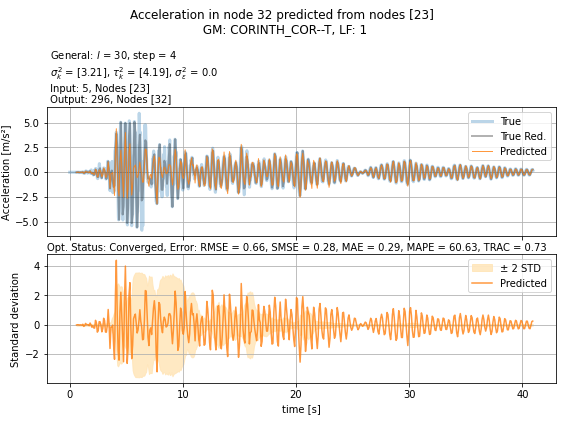 Acceleration in node 32 predicted from nodes [23]
GM: CORINTH_COR--T, LF: 1
General: l = 30, step = 4
σ²ₖ = [3.21], τ²ₖ = [4.19], σ²ε = 0.0
Input: 5, Nodes [23]
Output: 296, Nodes [32]
Acceleration [m/s²]
5.0
2.5
0.0
−2.5
−5.0
True
True Red.
Predicted
Opt. Status: Converged, Error: RMSE = 0.66, SMSE = 0.28, MAE = 0.29, MAPE = 60.63, TRAC = 0.73
Standard deviation
4
2
0
−2
± 2 STD
Predicted
0 10 20 30 40
time [s]